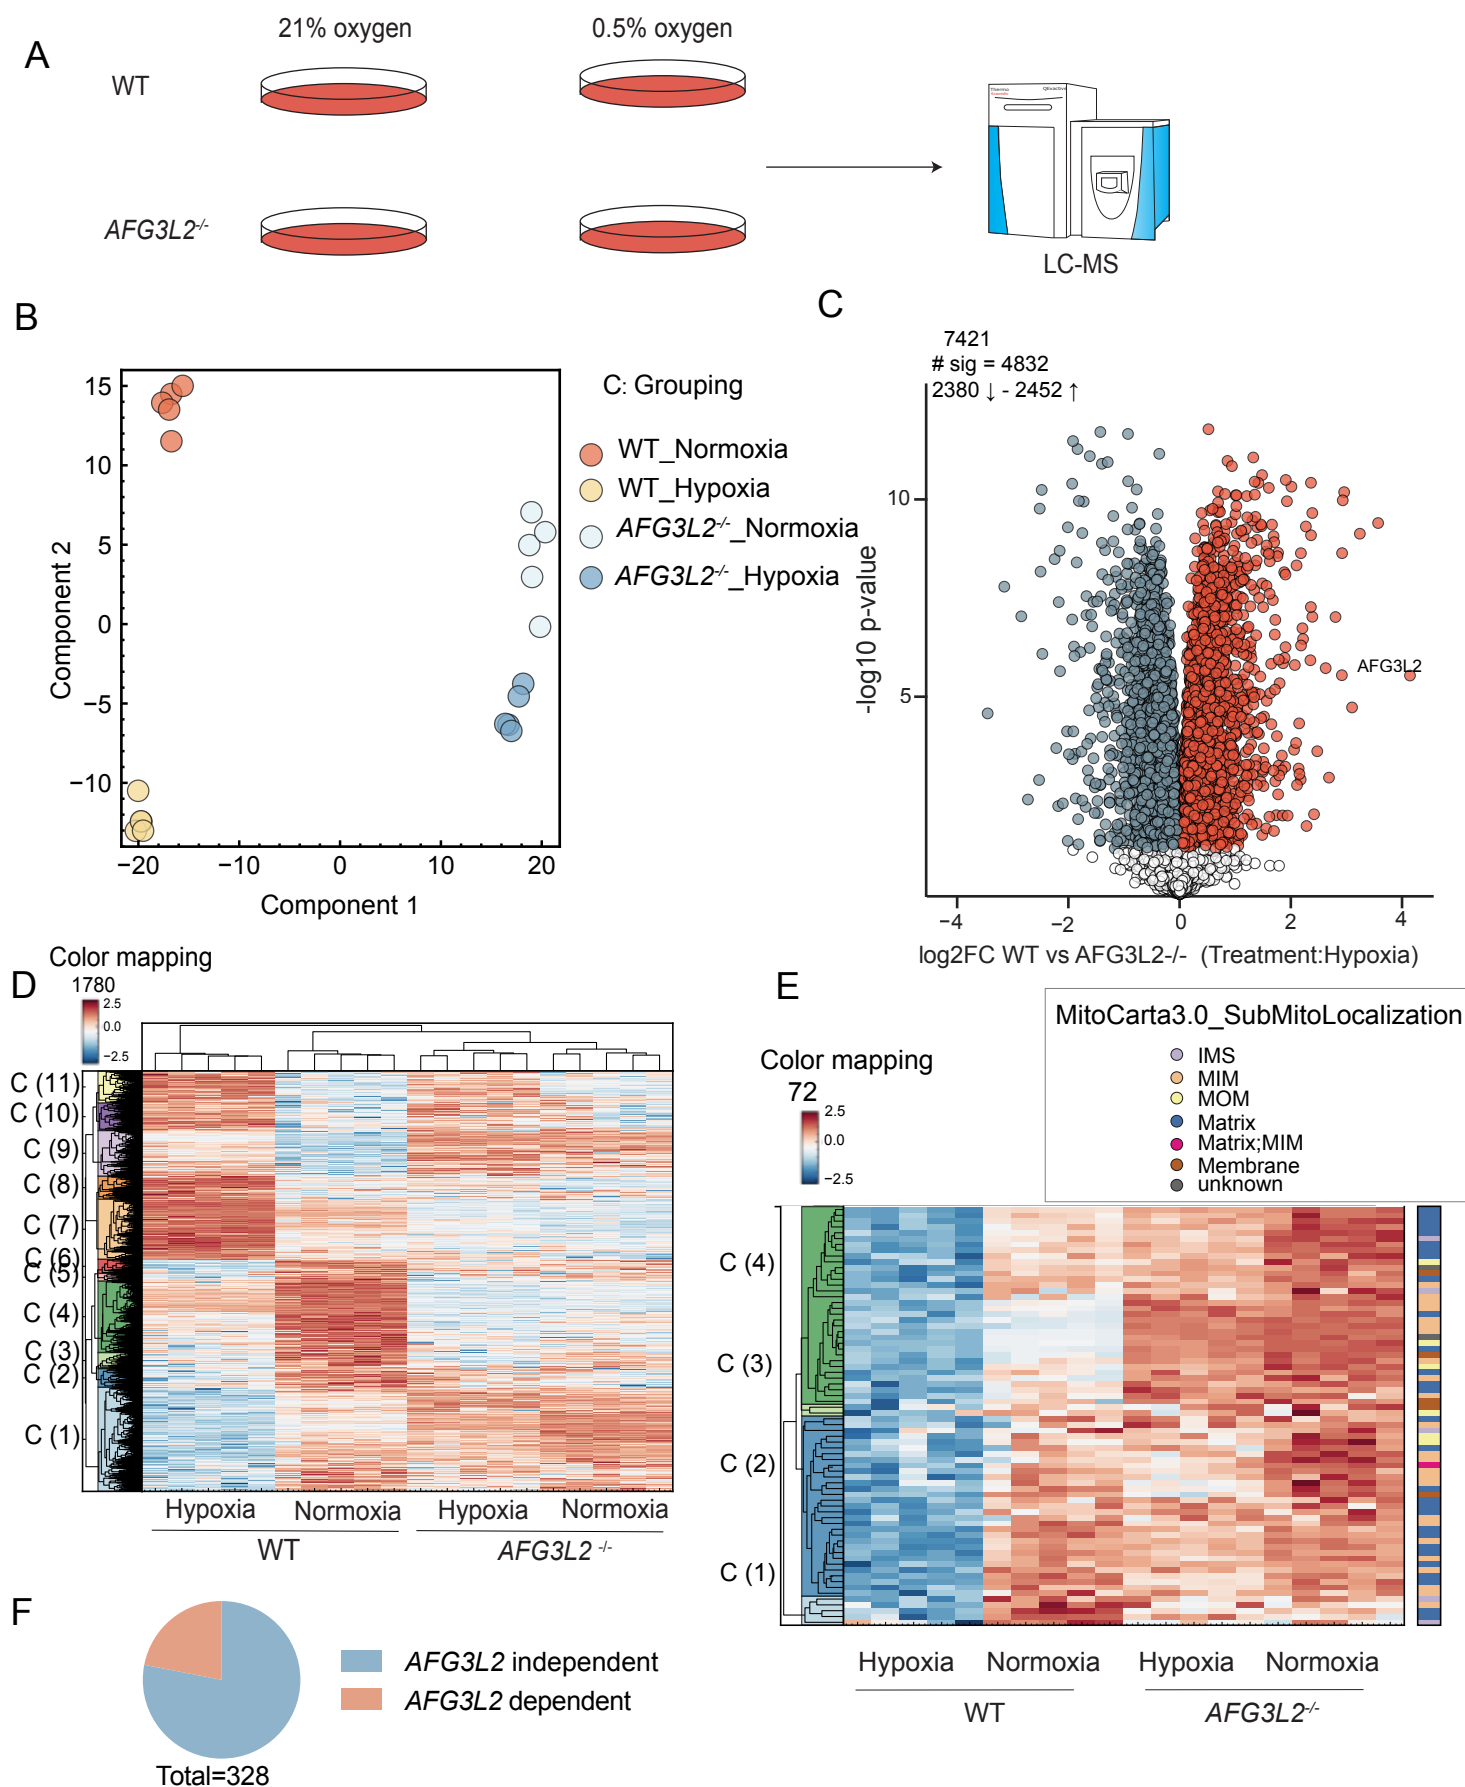 A
21% oxygen
0.5% oxygen
WT
AFG3L2-/-
Thermo
Scientific
QExactive
LC-MS
B
15
10
5
0
−5
−10
−20
−10
0
10
20
Component 2
Component 1
C: Grouping
WT_Normoxia
WT_Hypoxia
AFG3L2-/-_Normoxia
AFG3L2-/-_Hypoxia
C
7421
# sig = 4832
2380 ↓ - 2452 ↑
10
5
-log10 p-value
AFG3L2
−4
−2
0
2
4
log2FC WT vs AFG3L2-/- (Treatment:Hypoxia)
D
Color mapping
1780
2.5
0.0
−2.5
C (11)
C (10)
C (9)
C (8)
C (7)
C (6)
C (5)
C (4)
C (3)
C (2)
C (1)
Hypoxia
Normoxia
Hypoxia
Normoxia
WT
AFG3L2 -/-
E
MitoCarta3.0_SubMitoLocalization
IMS
MIM
MOM
Matrix
Matrix;MIM
Membrane
unknown
Color mapping
72
2.5
0.0
−2.5
C (4)
C (3)
C (2)
C (1)
Hypoxia
Normoxia
Hypoxia
Normoxia
WT
AFG3L2-/-
F
AFG3L2 independent
AFG3L2 dependent
Total=328